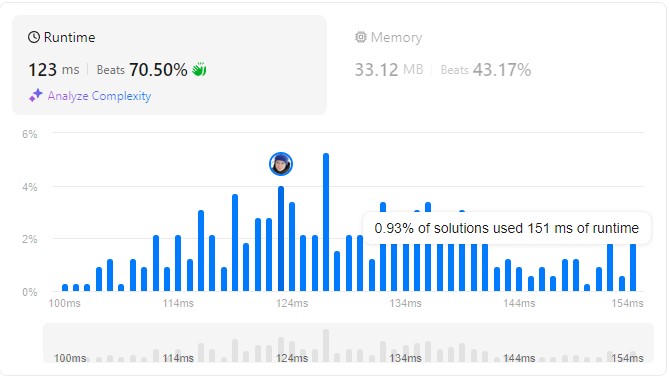 Runtime
123 ms Beats 70.50%
Analyze Complexity
Memory
33.12 MB Beats 43.17%
6%
4%
2%
0%
0.93% of solutions used 151 ms of runtime
100ms 114ms 124ms 134ms 144ms 154ms
100ms 114ms 124ms 134ms 144ms 154ms